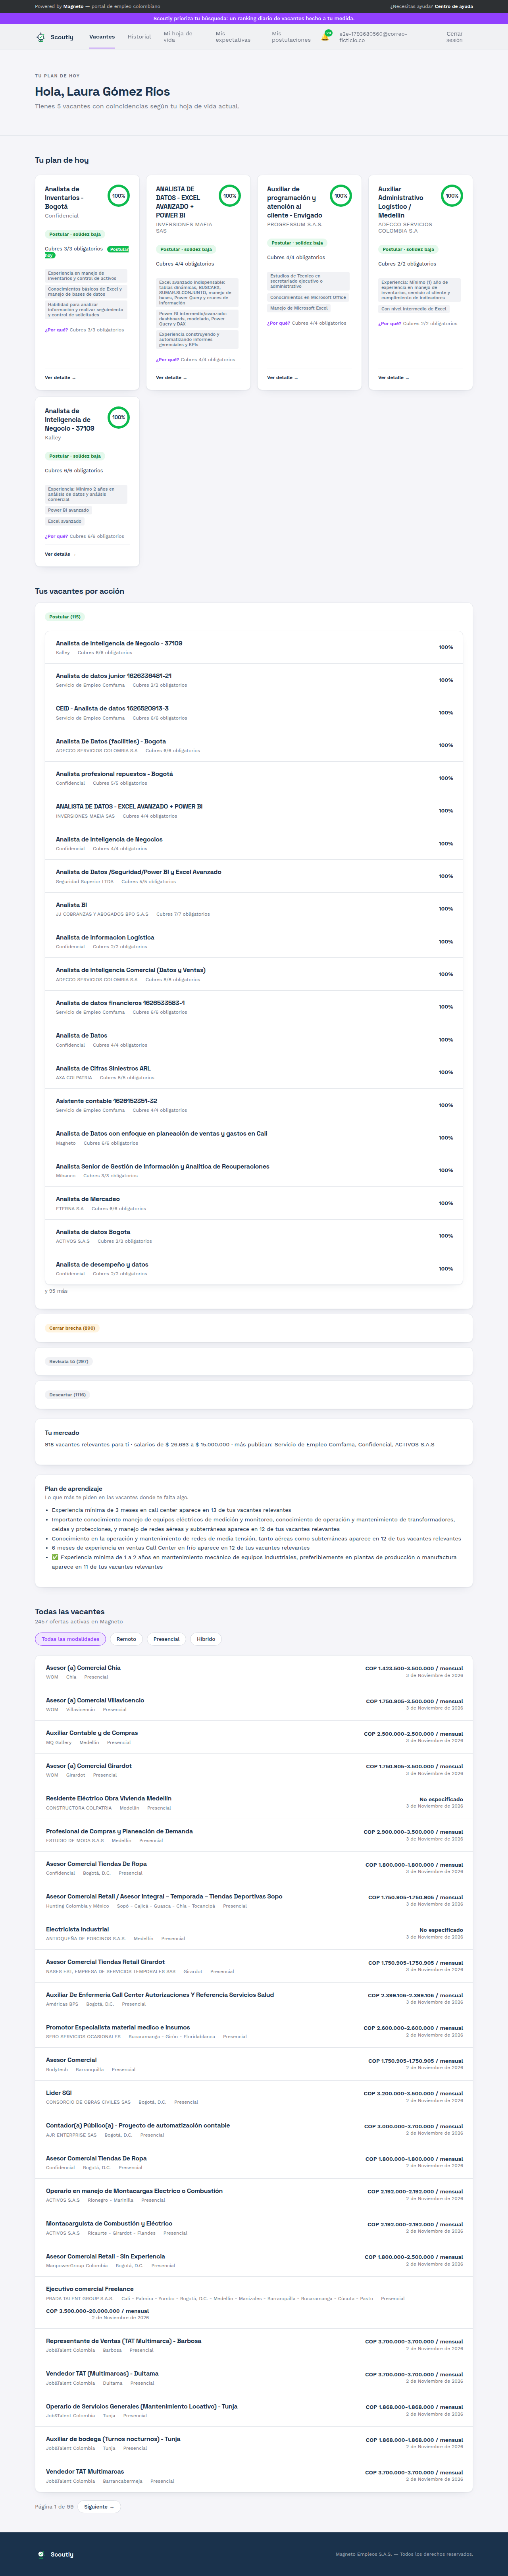 Powered by Magneto — portal de empleo colombiano
¿Necesitas ayuda? Centro de ayuda
Scoutly prioriza tu búsqueda: un ranking diario de vacantes hecho a tu medida.
Scoutly
Vacantes
Historial
Mi hoja de vida
Mis expectativas
Mis postulaciones
Cerrar sesión
TU PLAN DE HOY
Hola, Laura Gómez Ríos
Tienes 5 vacantes con coincidencias según tu hoja de vida actual.
Tu plan de hoy
Analista de Inventarios - Bogotá
100%
Confidencial
Postular · solidez baja
Cubres 3/3 obligatorios
Postular hoy
Experiencia en manejo de inventarios y control de activos
Conocimientos básicos de Excel y manejo de bases de datos
Habilidad para analizar información y realizar seguimiento y control de solicitudes
¿Por qué? Cubres 3/3 obligatorios
Ver detalle →
ANALISTA DE DATOS - EXCEL AVANZADO + POWER BI
100%
INVERSIONES MAEIA SAS
Postular · solidez baja
Cubres 4/4 obligatorios
Excel avanzado indispensable: tablas dinámicas, BUSCARX, SUMAR.SI.CONJUNTO, manejo de bases, Power Query y cruces de información
Power BI intermedio/avanzado: dashboards, modelado, Power Query y DAX
Experiencia construyendo y automatizando informes gerenciales y KPIs
¿Por qué? Cubres 4/4 obligatorios
Ver detalle →
Auxiliar de programación y atención al cliente - Envigado
100%
PROGRESSUM S.A.S.
Postular · solidez baja
Cubres 4/4 obligatorios
Estudios de Técnico en secretariado ejecutivo o administrativo
Conocimientos en Microsoft Office
Manejo de Microsoft Excel
¿Por qué? Cubres 4/4 obligatorios
Ver detalle →
Auxiliar Administrativo Logístico / Medellín
100%
ADECCO SERVICIOS COLOMBIA S.A
Postular · solidez baja
Cubres 2/2 obligatorios
Experiencia: Mínimo (1) año de experiencia, en manejo de inventarios, servicio al cliente y cumplimiento de indicadores
Con nivel intermedio de Excel
¿Por qué? Cubres 2/2 obligatorios
Ver detalle →
Analista de Inteligencia de Negocio - 37109
100%
Kalley
Postular · solidez baja
Cubres 6/6 obligatorios
Experiencia: Mínimo 2 años en análisis de datos y análisis comercial
Power BI avanzado
Excel avanzado
¿Por qué? Cubres 6/6 obligatorios
Ver detalle →
Tus vacantes por acción
Postular (115)
Analista de Inteligencia de Negocio - 37109
Kalley Cubres 6/6 obligatorios
100%
Analista de datos junior 1626336481-21
Servicio de Empleo Comfama Cubres 2/2 obligatorios
100%
CEID - Analista de datos 1626520913-3
Servicio de Empleo Comfama Cubres 6/6 obligatorios
100%
Analista De Datos (facilities) - Bogota
ADECCO SERVICIOS COLOMBIA S.A Cubres 6/6 obligatorios
100%
Analista profesional repuestos - Bogotá
Confidencial Cubres 5/5 obligatorios
100%
ANALISTA DE DATOS - EXCEL AVANZADO + POWER BI
INVERSIONES MAEIA SAS Cubres 4/4 obligatorios
100%
Analista de Inteligencia de Negocios
Confidencial Cubres 4/4 obligatorios
100%
Analista de Datos /Seguridad/Power BI y Excel Avanzado
Seguridad Superior LTDA Cubres 5/5 obligatorios
100%
Analista BI
JJ COBRANZAS Y ABOGADOS BPO S.A.S Cubres 7/7 obligatorios
100%
Analista de informacion Logistica
Confidencial Cubres 2/2 obligatorios
100%
Analista de Inteligencia Comercial (Datos y Ventas)
ADECCO SERVICIOS COLOMBIA S.A Cubres 8/8 obligatorios
100%
Analista de datos financieros 1626533583-1
Servicio de Empleo Comfama Cubres 6/6 obligatorios
100%
Analista de Datos
Confidencial Cubres 4/4 obligatorios
100%
Analista de Cifras Siniestros ARL
AXA COLPATRIA Cubres 5/5 obligatorios
100%
Asistente contable 1626152351-32
Servicio de Empleo Comfama Cubres 4/4 obligatorios
100%
Analista de Datos con enfoque en planeación de ventas y gastos en Cali
Magneto Cubres 6/6 obligatorios
100%
Analista Senior de Gestión de Información y Analítica de Recuperaciones
Mibanco Cubres 3/3 obligatorios
100%
Analista de Mercadeo
ETERNA S.A Cubres 6/6 obligatorios
100%
Analista de datos Bogota
ACTIVOS S.A.S Cubres 3/3 obligatorios
100%
Analista de desempeño y datos
Confidencial Cubres 3/3 obligatorios
100%
y 95 más
Cerrar brecha (890)
Revísala tú (297)
Descartar (1116)
Tu mercado
918 vacantes relevantes para ti · salarios de $ 26.693 a $ 15.000.000 · más publican: Servicio de Empleo Comfama, Confidencial, ACTIVOS S.A.S
Plan de aprendizaje
Lo que más te piden en las vacantes donde te falta algo.
Experiencia mínima de 3 meses en call center aparece en 13 de tus vacantes relevantes
Importante conocimiento manejo de equipos eléctricos de medición y monitoreo, conocimiento de operación y mantenimiento de transformadores, celdas y protecciones, y manejo de redes aéreas y subterráneas aparece en 12 de tus vacantes relevantes
Conocimiento en la operación y mantenimiento de redes de media tensión, tanto aéreas como subterráneas aparece en 12 de tus vacantes relevantes
6 meses de experiencia en ventas Call Center en frío aparece en 12 de tus vacantes relevantes
✅ Experiencia mínima de 1 a 2 años en mantenimiento mecánico de equipos industriales, preferiblemente en plantas de producción o manufactura aparece en 11 de tus vacantes relevantes
Todas las vacantes
2457 ofertas activas en Magneto
Todas las modalidades
Remoto
Presencial
Híbrido
Asesor (a) Comercial Chía
WOM Chía Presencial
COP 1.423.500-3.500.000 / mensual
3 de Noviembre de 2026
Asesor (a) Comercial Villavicencio
WOM Villavicencio Presencial
COP 1.750.905-3.500.000 / mensual
3 de Noviembre de 2026
Auxiliar Contable y de Compras
MQ Gallery Medellín Presencial
COP 2.500.000-2.500.000 / mensual
3 de Noviembre de 2026
Asesor (a) Comercial Girardot
WOM Girardot Presencial
COP 1.750.905-3.500.000 / mensual
3 de Noviembre de 2026
Residente Eléctrico Obra Vivienda Medellín
CONSTRUCTORA COLPATRIA Medellín Presencial
No especificado
3 de Noviembre de 2026
Profesional de Compras y Planeación de Demanda
ESTUDIO DE MODA S.A.S Medellín Presencial
COP 2.900.000-3.500.000 / mensual
3 de Noviembre de 2026
Asesor Comercial Tiendas De Ropa
Confidencial Bogotá, D.C. Presencial
COP 1.800.000-1.800.000 / mensual
3 de Noviembre de 2026
Asesor Comercial Retail / Asesor Integral – Temporada – Tiendas Deportivas Sopo
Hunting Colombia y México Sopó - Cajicá - Guasca - Chía - Tocancipá Presencial
COP 1.750.905-1.750.905 / mensual
3 de Noviembre de 2026
Electricista Industrial
ANTIOQUEÑA DE PORCINOS S.A.S. Medellín Presencial
No especificado
3 de Noviembre de 2026
Asesor Comercial Tiendas Retail Girardot
NASES EST, EMPRESA DE SERVICIOS TEMPORALES SAS Girardot Presencial
COP 1.750.905-1.750.905 / mensual
3 de Noviembre de 2026
Auxiliar De Enfermería Call Center Autorizaciones Y Referencia Servicios Salud
Américas BPS Bogotá, D.C. Presencial
COP 2.399.106-2.399.106 / mensual
3 de Noviembre de 2026
Promotor Especialista material medico e insumos
SERO SERVICIOS OCASIONALES Bucaramanga - Girón - Floridablanca Presencial
COP 2.600.000-2.600.000 / mensual
2 de Noviembre de 2026
Asesor Comercial
Bodytech Barranquilla Presencial
COP 1.750.905-1.750.905 / mensual
2 de Noviembre de 2026
Líder SGI
CONSORCIO DE OBRAS CIVILES SAS Bogotá, D.C. Presencial
COP 3.200.000-3.500.000 / mensual
2 de Noviembre de 2026
Contador(a) Público(a) - Proyecto de automatización contable
AJR ENTERPRISE SAS Bogotá, D.C. Presencial
COP 3.000.000-3.700.000 / mensual
2 de Noviembre de 2026
Asesor Comercial Tiendas De Ropa
Confidencial Bogotá, D.C. Presencial
COP 1.800.000-1.800.000 / mensual
2 de Noviembre de 2026
Operario en manejo de Montacargas Electrico o Combustión
ACTIVOS S.A.S Rionegro - Marinilla Presencial
COP 2.192.000-2.192.000 / mensual
2 de Noviembre de 2026
Montacarguista de Combustión y Eléctrico
ACTIVOS S.A.S Ricaurte - Girardot - Flandes Presencial
COP 2.192.000-2.192.000 / mensual
2 de Noviembre de 2026
Asesor Comercial Retail - Sin Experiencia
ManpowerGroup Colombia Bogotá, D.C. Presencial
COP 1.800.000-2.500.000 / mensual
2 de Noviembre de 2026
Ejecutivo comercial Freelance
PRAGA TALENT GROUP S.A.S. Cali - Palmira - Yumbo - Bogotá, D.C. - Medellín - Manizales - Barranquilla - Bucaramanga - Cúcuta - Pasto Presencial
COP 3.500.000-20.000.000 / mensual
2 de Noviembre de 2026
Representante de Ventas (TAT Multimarca) - Barbosa
Job&Talent Colombia Barbosa Presencial
COP 3.700.000-3.700.000 / mensual
2 de Noviembre de 2026
Vendedor TAT (Multimarcas) - Duitama
Job&Talent Colombia Duitama Presencial
COP 3.700.000-3.700.000 / mensual
2 de Noviembre de 2026
Operario de Servicios Generales (Mantenimiento Locativo) - Tunja
Job&Talent Colombia Tunja Presencial
COP 1.868.000-1.868.000 / mensual
2 de Noviembre de 2026
Auxiliar de bodega (Turnos nocturnos) - Tunja
Job&Talent Colombia Tunja Presencial
COP 1.868.000-1.868.000 / mensual
2 de Noviembre de 2026
Vendedor TAT Multimarcas
Job&Talent Colombia Barrancabermeja Presencial
COP 3.700.000-3.700.000 / mensual
2 de Noviembre de 2026
Página 1 de 99
Siguiente →
Scoutly
Magneto Empleos S.A.S. — Todos los derechos reservados.